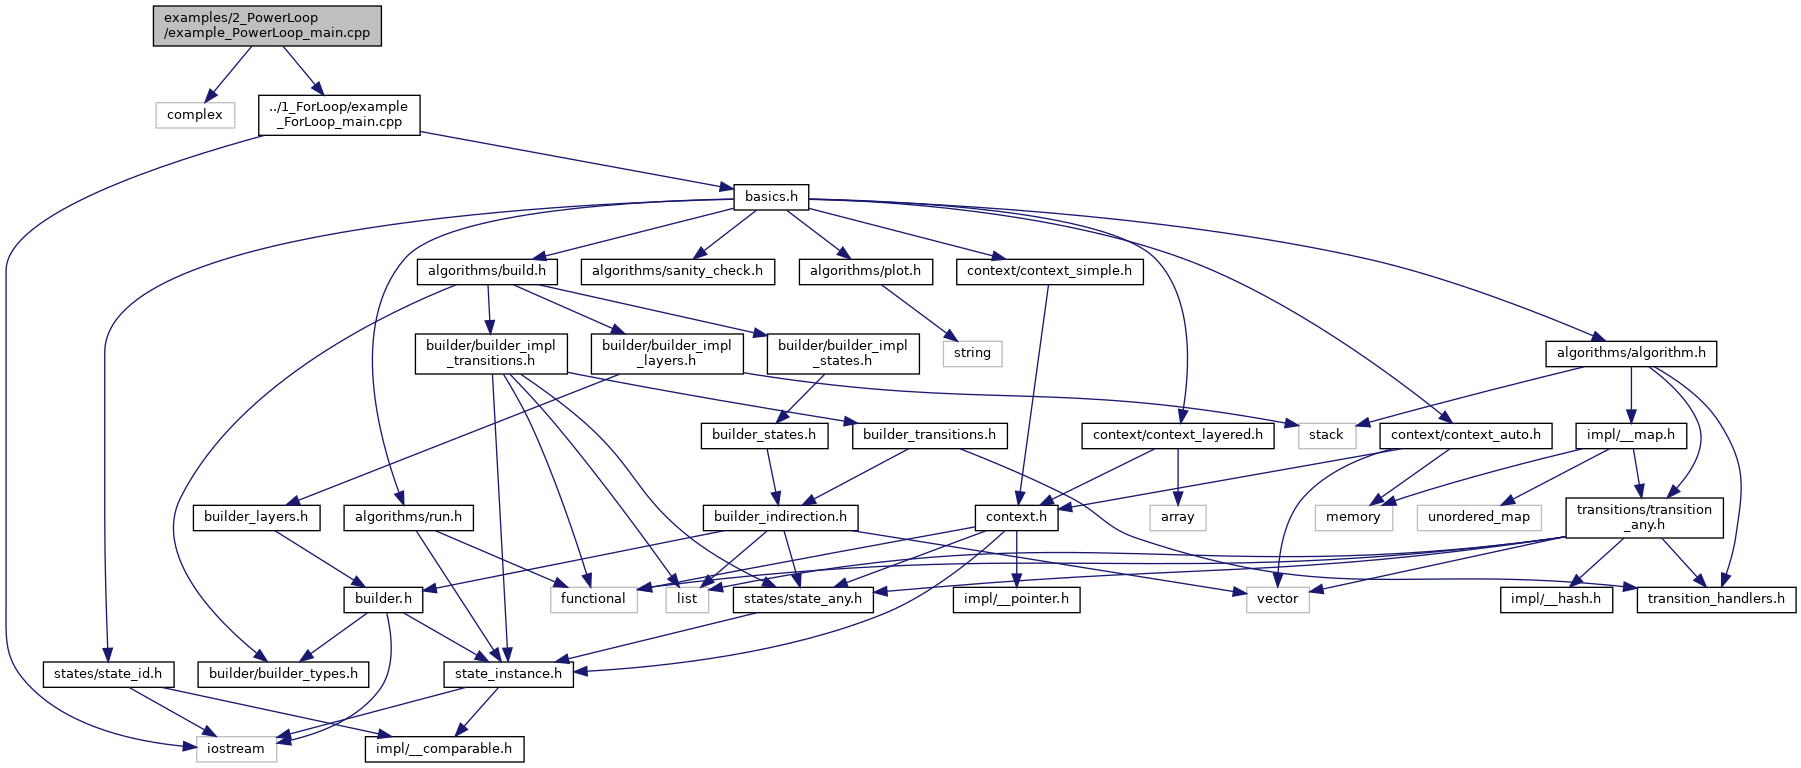 examples/2_PowerLoop
/example_PowerLoop_main.cpp
complex
../1_ForLoop/example
_ForLoop_main.cpp
basics.h
algorithms/build.h
algorithms/sanity_check.h
algorithms/plot.h
context/context_simple.h
builder/builder_impl
_transitions.h
builder/builder_impl
_layers.h
builder/builder_impl
_states.h
string
algorithms/algorithm.h
builder_states.h
builder_transitions.h
context/context_layered.h
stack
context/context_auto.h
impl/__map.h
builder_layers.h
algorithms/run.h
builder_indirection.h
context.h
array
memory
unordered_map
transitions/transition
_any.h
builder.h
functional
list
states/state_any.h
impl/__pointer.h
vector
impl/__hash.h
transition_handlers.h
states/state_id.h
builder/builder_types.h
state_instance.h
iostream
impl/__comparable.h